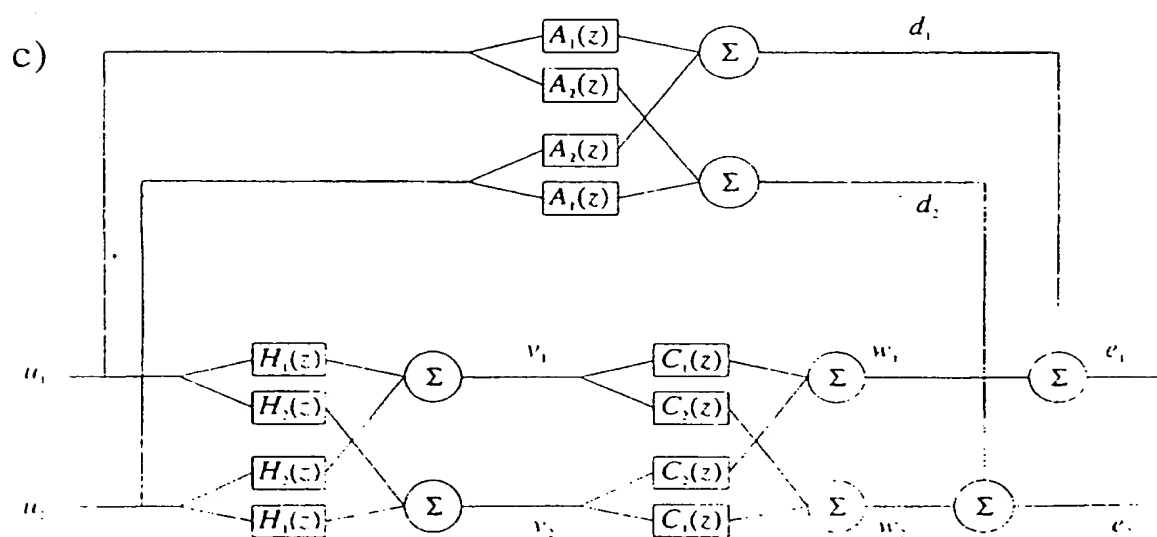 c)
A₁(z)
Σ
d₁
A₂(z)
A₂(z)
Σ
A₁(z)
d₂
u₁
H₁(z)
Σ
v₁
C₁(z)
w₁
Σ
Σ
e₁
H₂(z)
C₂(z)
H₂(z)
C₂(z)
u₂
H₁(z)
Σ
v₂
C₁(z)
Σ
w₂
Σ
e₂